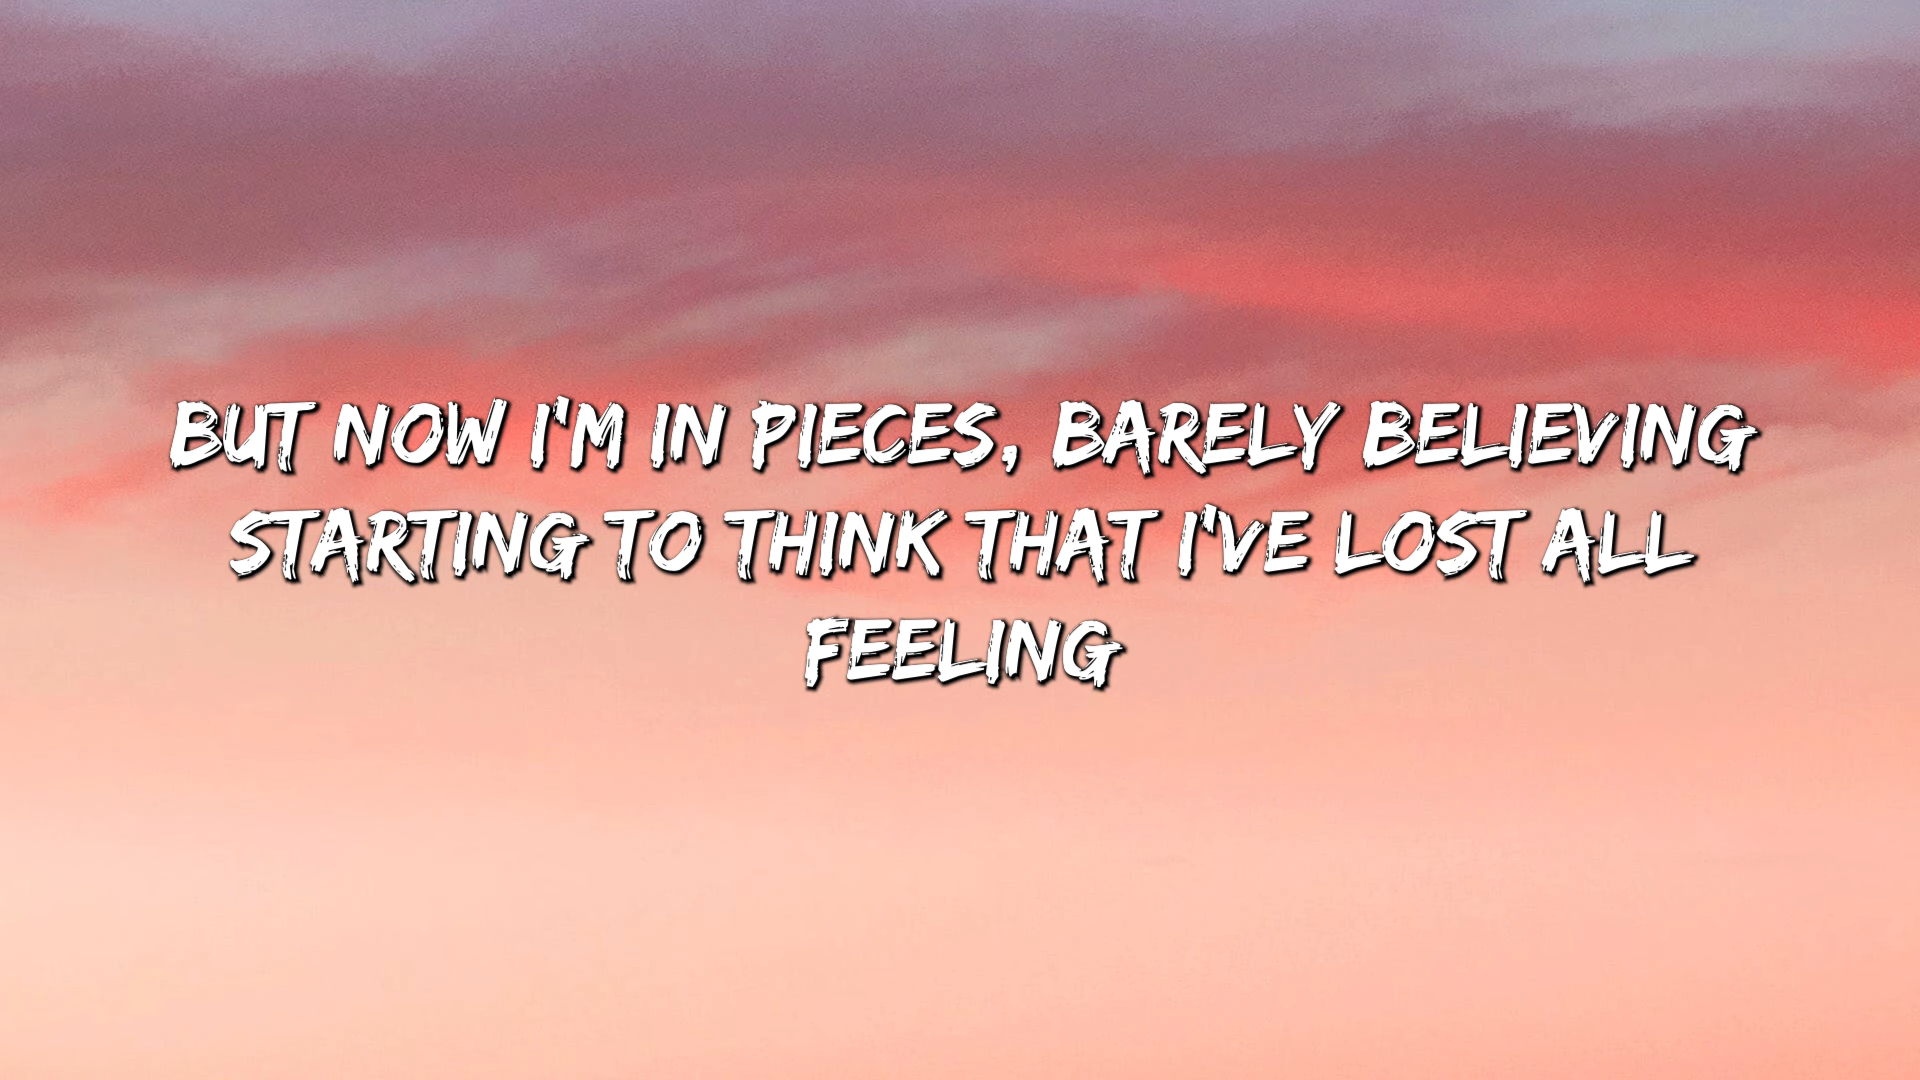 BUT NOW I'M IN PIECES, BARELY BELIEVING
STARTING TO THINK THAT I'VE LOST ALL
FEELING